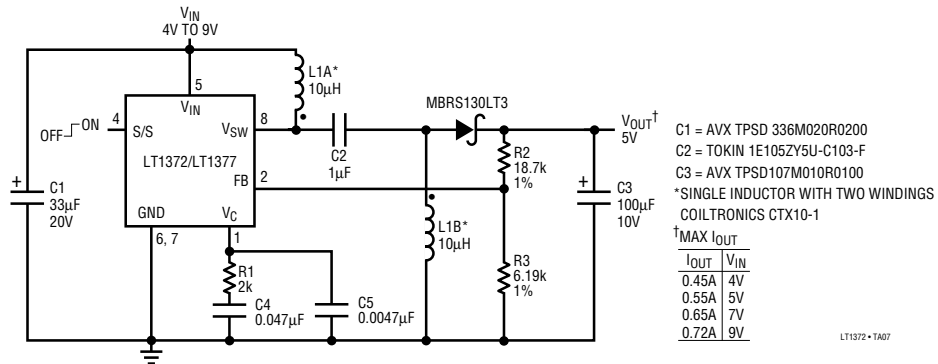 VIN
4V TO 9V
L1A*
10µH
MBRS130LT3
5
VIN
4
S/S
VSW
8
OFF
ON
LT1372/LT1377
C2
1µF
VOUT†
5V
R2
18.7k
1%
FB
2
C1
33µF
20V
+
C3
100µF
10V
+
GND
VC
6, 7
1
L1B*
10µH
R1
2k
C4
0.047µF
C5
0.0047µF
R3
6.19k
1%
C1 = AVX TPSD 336M020R0200
C2 = TOKIN 1E105ZY5U-C103-F
C3 = AVX TPSD107M010R0100
*SINGLE INDUCTOR WITH TWO WINDINGS
COILTRONICS CTX10-1
†MAX IOUT
IOUT VIN
0.45A 4V
0.55A 5V
0.65A 7V
0.72A 9V
LT1372 • TA07